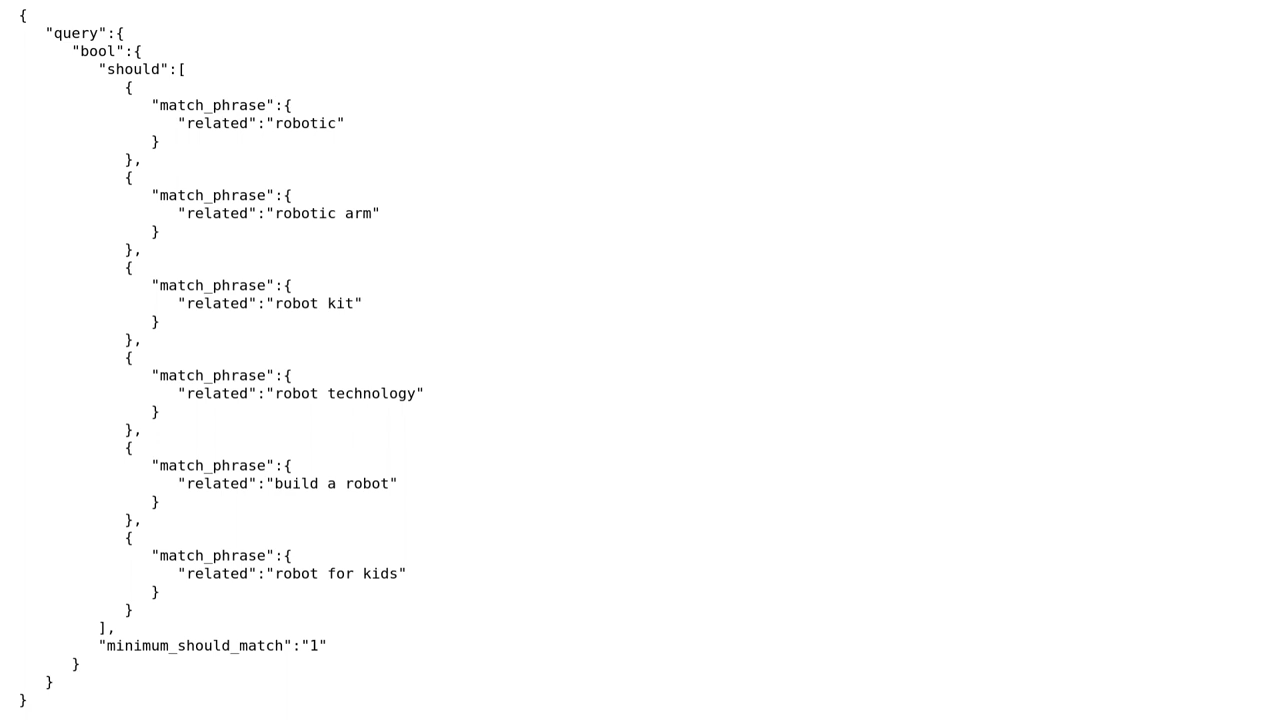 {
   "query":{
      "bool":{
         "should":[
            {
               "match_phrase":{
                  "related":"robotic"
               }
            },
            {
               "match_phrase":{
                  "related":"robotic arm"
               }
            },
            {
               "match_phrase":{
                  "related":"robot kit"
               }
            },
            {
               "match_phrase":{
                  "related":"robot technology"
               }
            },
            {
               "match_phrase":{
                  "related":"build a robot"
               }
            },
            {
               "match_phrase":{
                  "related":"robot for kids"
               }
            }
         ],
         "minimum_should_match":"1"
      }
   }
}